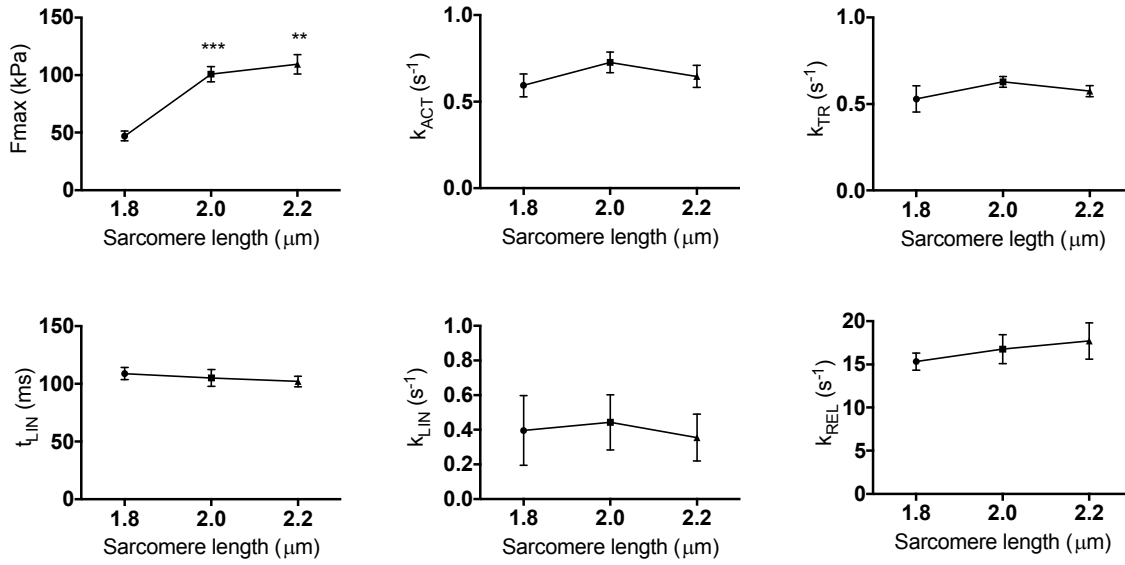 150
100
50
0
Fmax (kPa)
***
**
1.8 2.0 2.2
Sarcomere length (μm)
1.0
0.5
0.0
k_ACT (s⁻¹)
1.8 2.0 2.2
Sarcomere length (μm)
1.0
0.5
0.0
k_TR (s⁻¹)
1.8 2.0 2.2
Sarcomere legth (μm)
150
100
50
0
t_LIN (ms)
1.8 2.0 2.2
Sarcomere length (μm)
1.0
0.8
0.6
0.4
0.2
0.0
k_LIN (s⁻¹)
1.8 2.0 2.2
Sarcomere length (μm)
20
15
10
5
0
k_REL (s⁻¹)
1.8 2.0 2.2
Sarcomere length (μm)